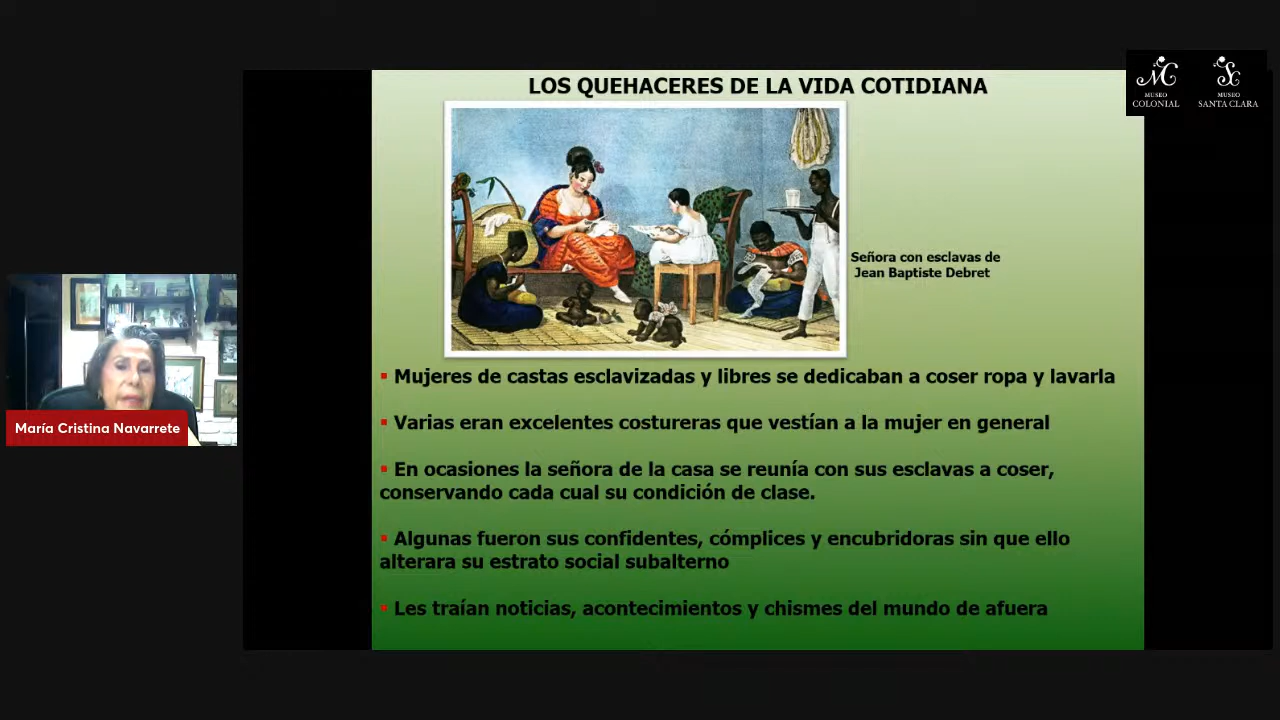 LOS QUEHACERES DE LA VIDA COTIDIANA
MUSEO
COLONIAL
MUSEO
SANTA CLARA
Señora con esclavas de
Jean Baptiste Debret
▪ Mujeres de castas esclavizadas y libres se dedicaban a coser ropa y lavarla
▪ Varias eran excelentes costureras que vestían a la mujer en general
▪ En ocasiones la señora de la casa se reunía con sus esclavas a coser,
conservando cada cual su condición de clase.
▪ Algunas fueron sus confidentes, cómplices y encubridoras sin que ello
alterara su estrato social subalterno
▪ Les traían noticias, acontecimientos y chismes del mundo de afuera
María Cristina Navarrete